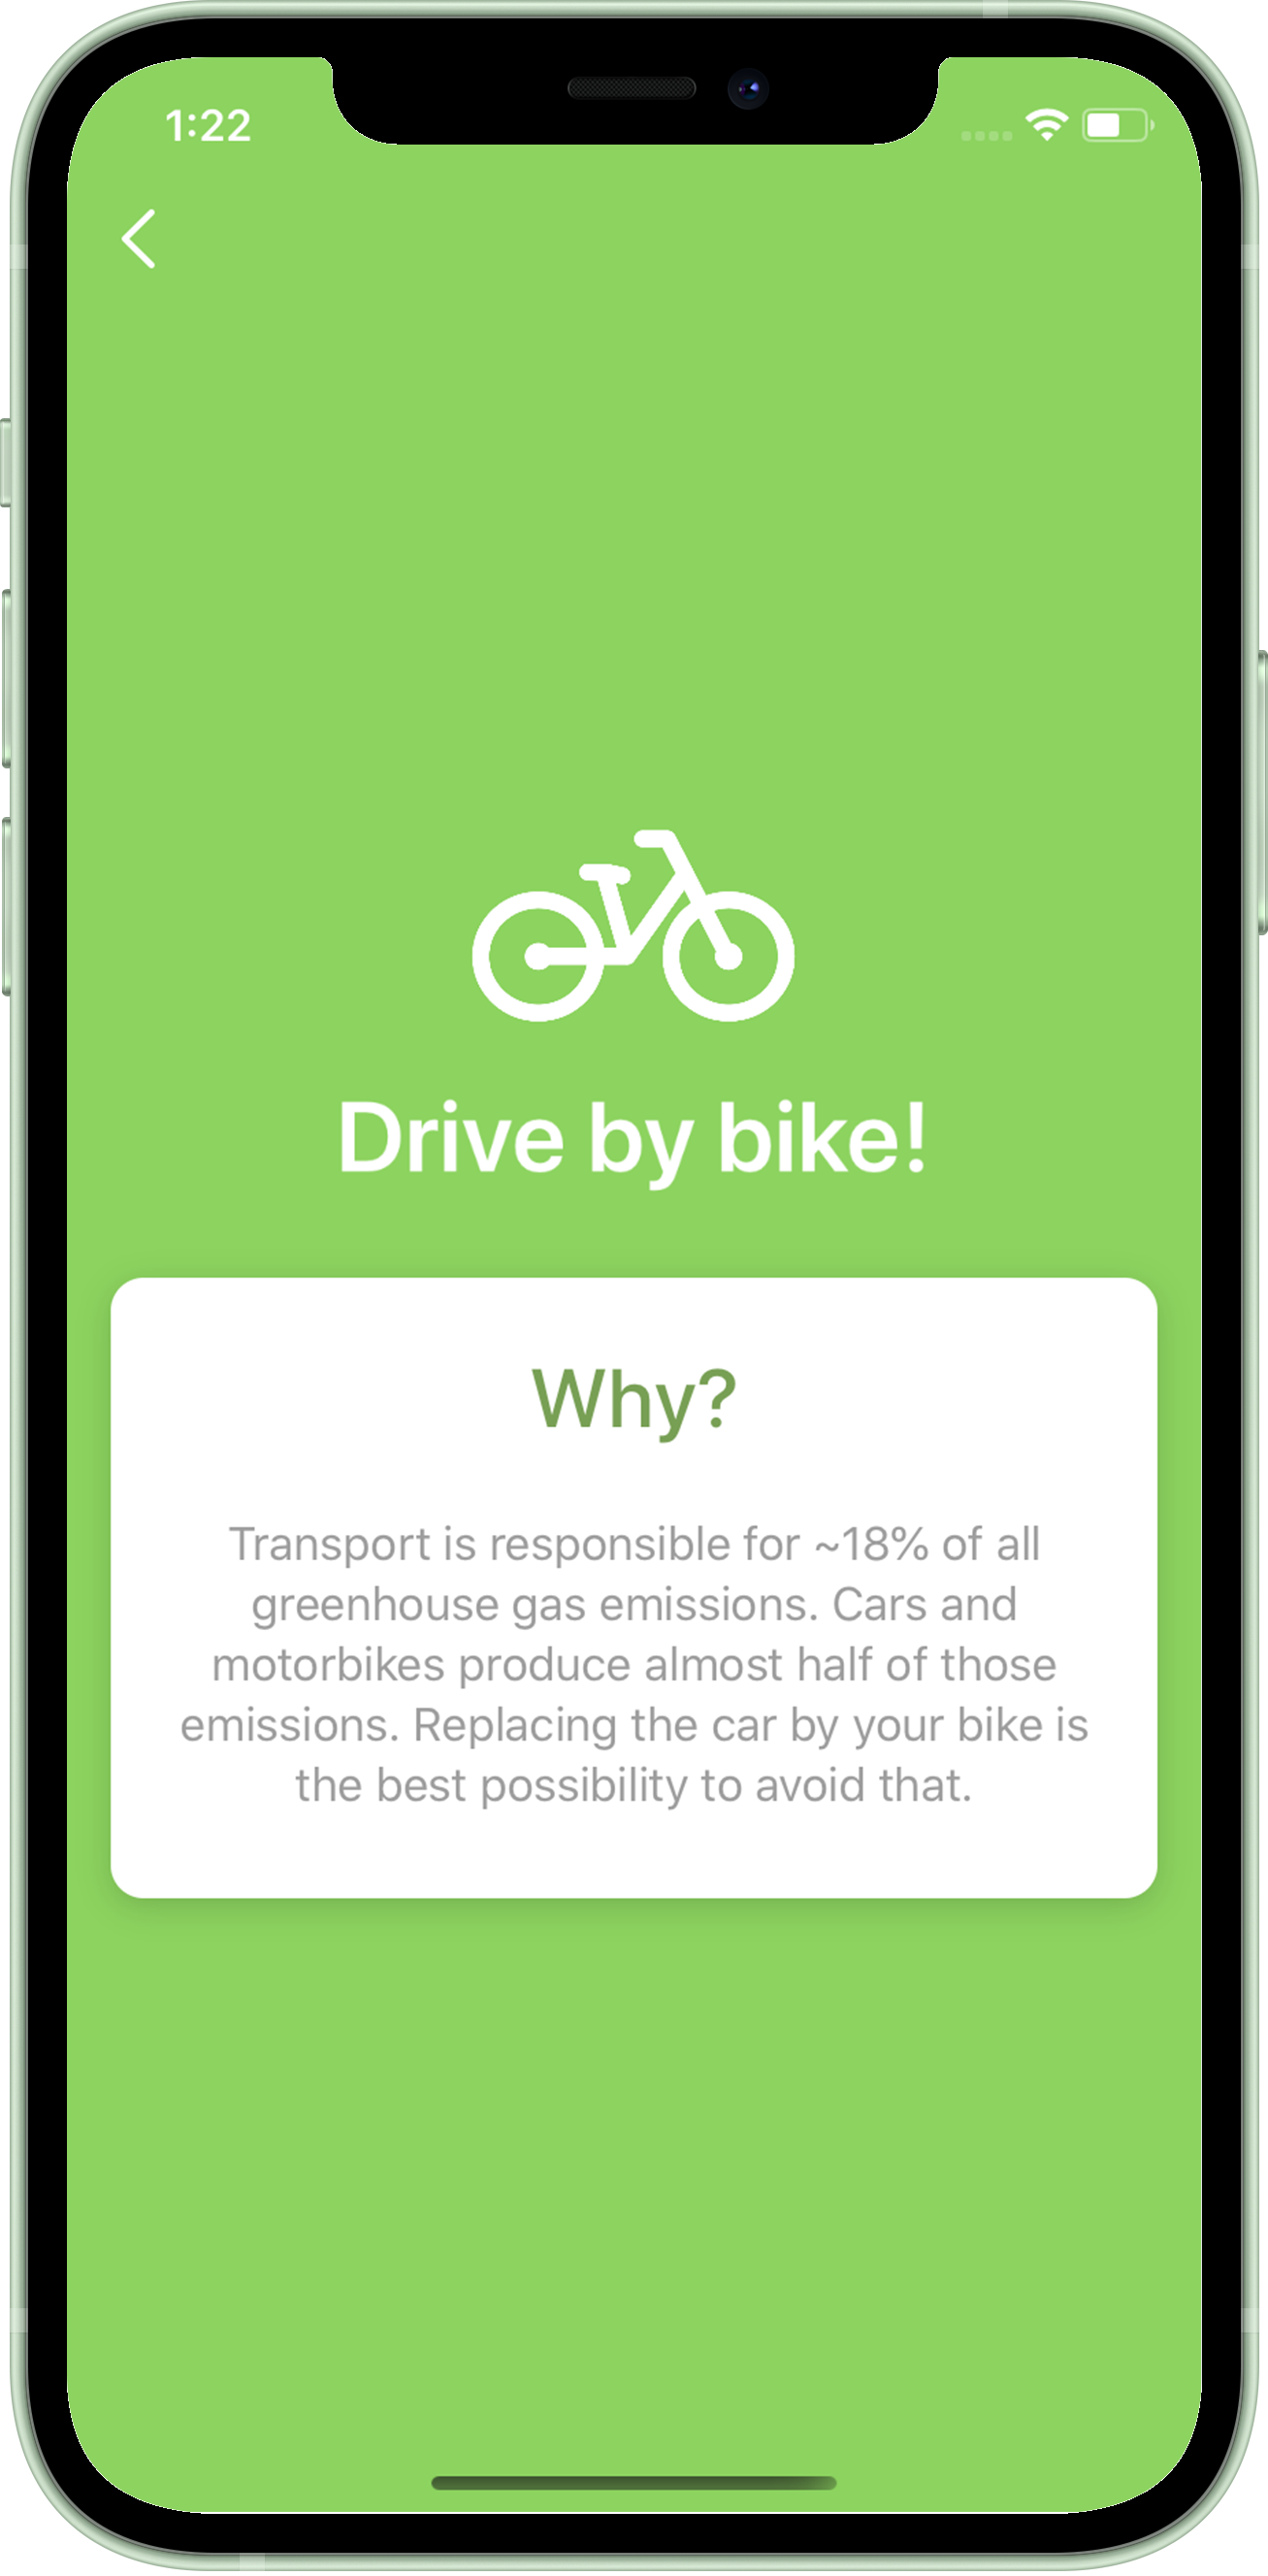 1:22
Drive by bike!
Why?
Transport is responsible for ~18% of all
greenhouse gas emissions. Cars and
motorbikes produce almost half of those
emissions. Replacing the car by your bike is
the best possibility to avoid that.